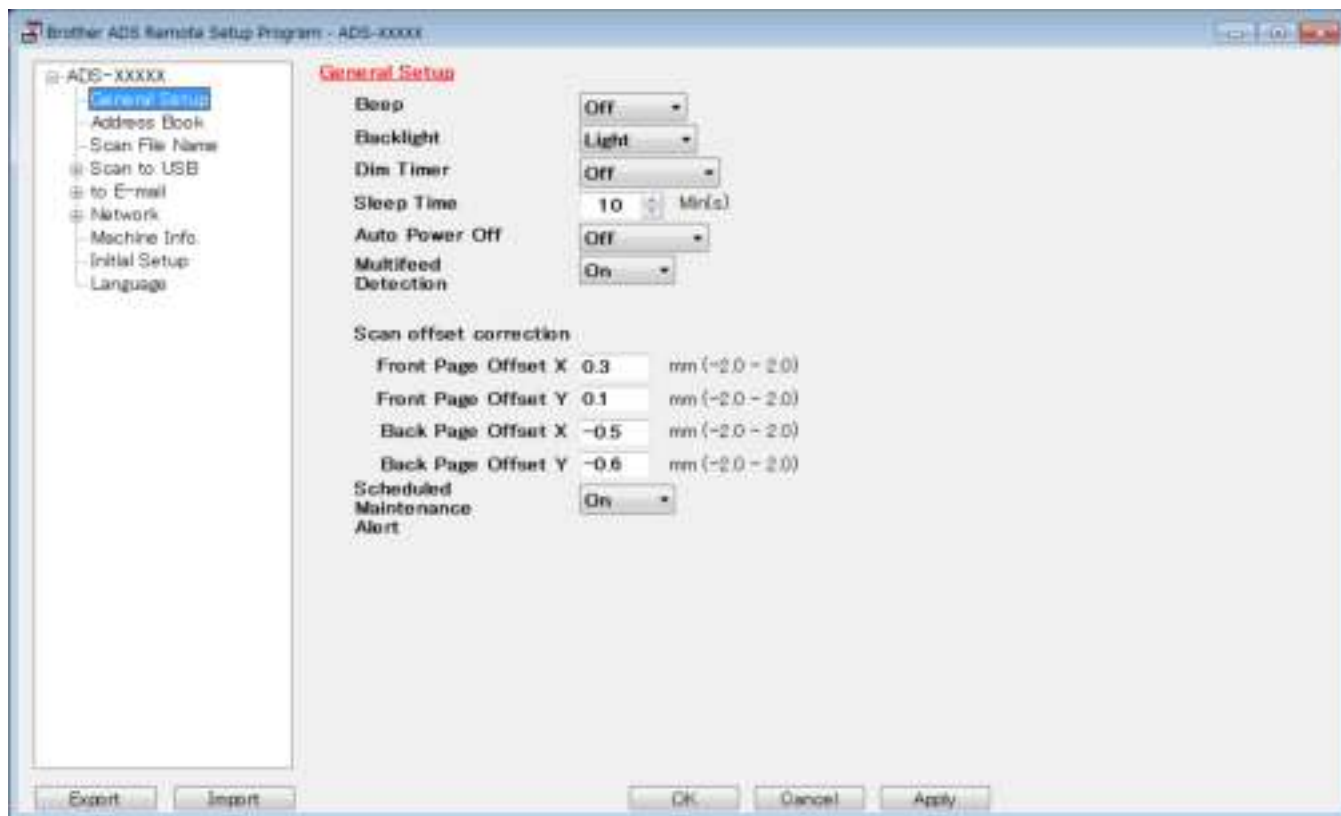 Brother ADS Remote Setup Program - ADS-XXXXX
ADS-XXXXX
General Setup
Address Book
Scan File Name
Scan to USB
to E-mail
Network
Machine Info.
Initial Setup
Language
Export
Import
General Setup
Beep Off
Backlight Light
Dim Timer Off
Sleep Time 10 Min(s)
Auto Power Off Off
Multifeed
Detection On
Scan offset correction
Front Page Offset X 0.3 mm (-2.0 - 2.0)
Front Page Offset Y 0.1 mm (-2.0 - 2.0)
Back Page Offset X -0.5 mm (-2.0 - 2.0)
Back Page Offset Y -0.6 mm (-2.0 - 2.0)
Scheduled
Maintenance On
Alert
OK
Cancel
Apply